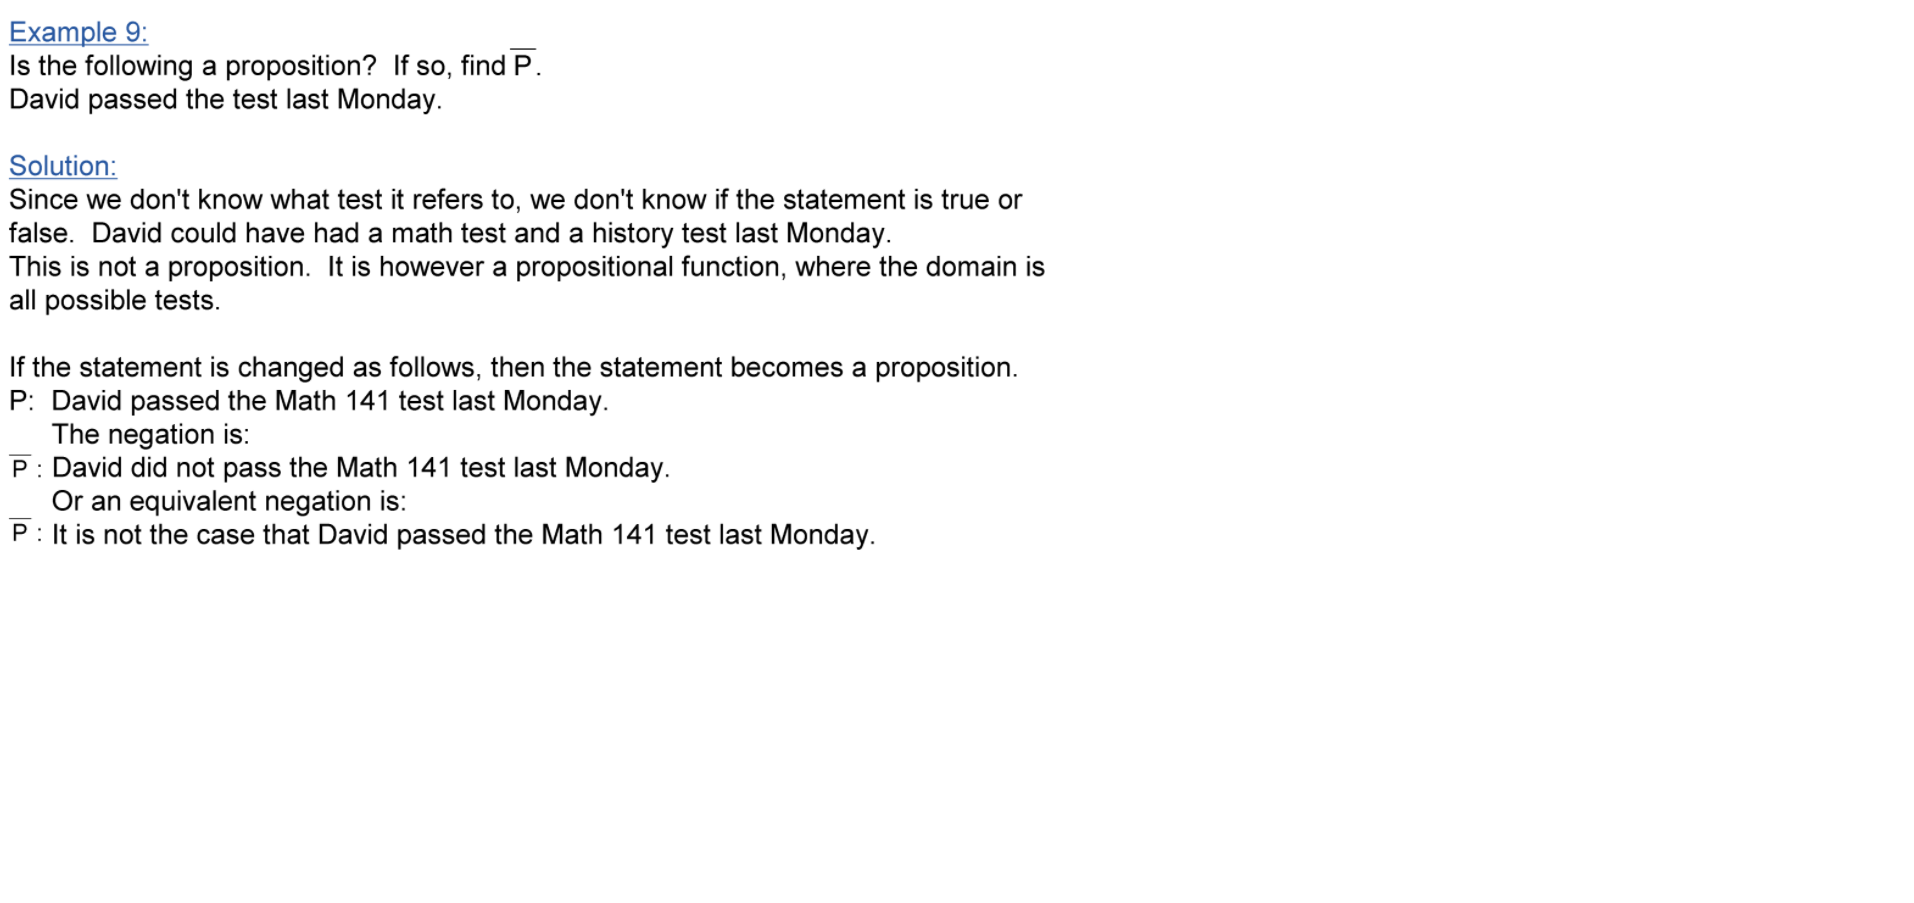 Example 9:
Is the following a proposition? If so, find P̅.
David passed the test last Monday.
Solution:
Since we don't know what test it refers to, we don't know if the statement is true or
false. David could have had a math test and a history test last Monday.
This is not a proposition. It is however a propositional function, where the domain is
all possible tests.
If the statement is changed as follows, then the statement becomes a proposition.
P: David passed the Math 141 test last Monday.
The negation is:
P̅ : David did not pass the Math 141 test last Monday.
Or an equivalent negation is:
P̅ : It is not the case that David passed the Math 141 test last Monday.